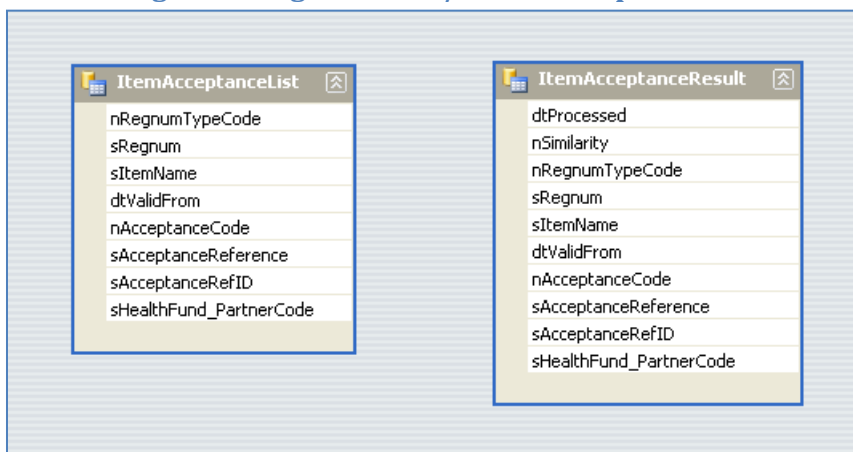 ItemAcceptanceList
nRegnumTypeCode
sRegnum
sItemName
dtValidFrom
nAcceptanceCode
sAcceptanceReference
sAcceptanceRefID
sHealthFund_PartnerCode
ItemAcceptanceResult
dtProcessed
nSimilarity
nRegnumTypeCode
sRegnum
sItemName
dtValidFrom
nAcceptanceCode
sAcceptanceReference
sAcceptanceRefID
sHealthFund_PartnerCode